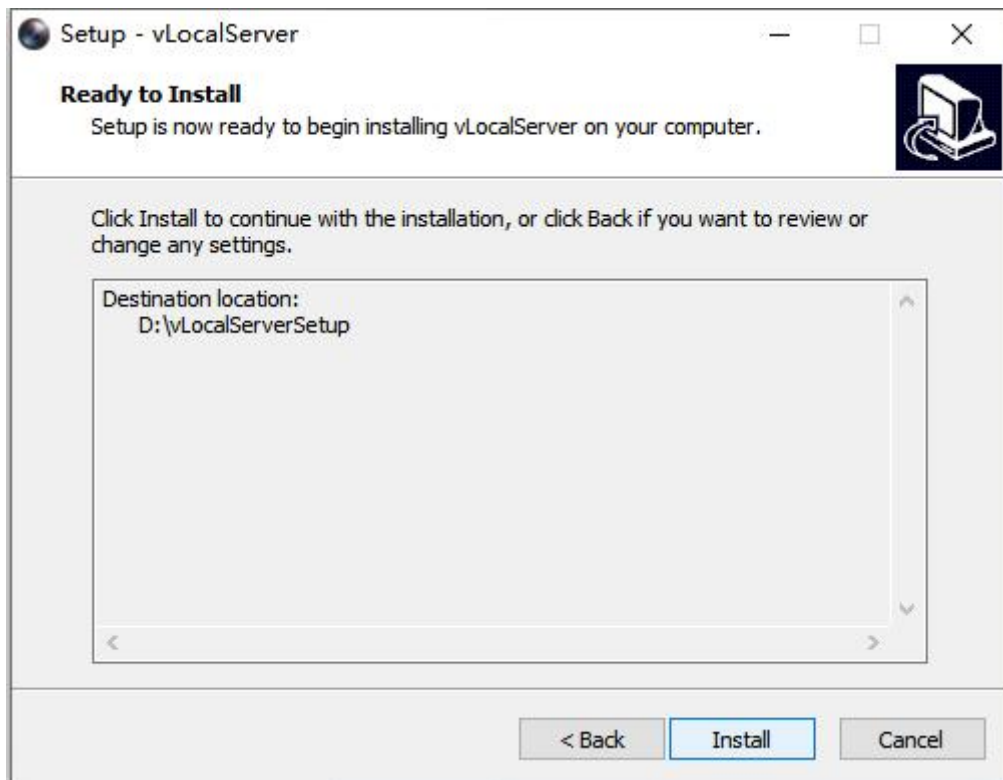 Setup - vLocalServer
Ready to Install
Setup is now ready to begin installing vLocalServer on your computer.
Click Install to continue with the installation, or click Back if you want to review or
change any settings.
Destination location:
D:\vLocalServerSetup
< Back
Install
Cancel